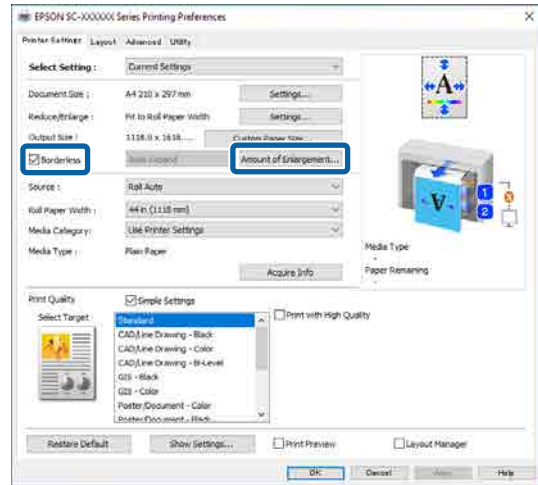 EPSON SC-XXXXXX Series Printing Preferences
Printer Settings Layout Advanced Utility
Select Setting : Current Settings
Document Size : A4 210 x 297 mm Settings...
Reduce/Enlarge : Fit to Roll Paper Width Settings...
Output Size : 1118.0 x 1618.... Custom Paper Size...
Borderless Auto Expand Amount of Enlargement...
Source : Roll Auto
Roll Paper Width : 44 in (1118 mm)
Media Category: Use Printer Settings
Media Type : Plain Paper
Acquire Info
A
A
1
2
Media Type
-
Paper Remaining
-
Print Quality Simple Settings
Select Target Standard Print with High Quality
CAD/Line Drawing - Black
CAD/Line Drawing - Color
CAD/Line Drawing - Bi-Level
GIS - Black
GIS - Color
Poster/Document - Color
Poster/Document - Black
Restore Default Show Settings... Print Preview Layout Manager
OK Cancel Apply Help